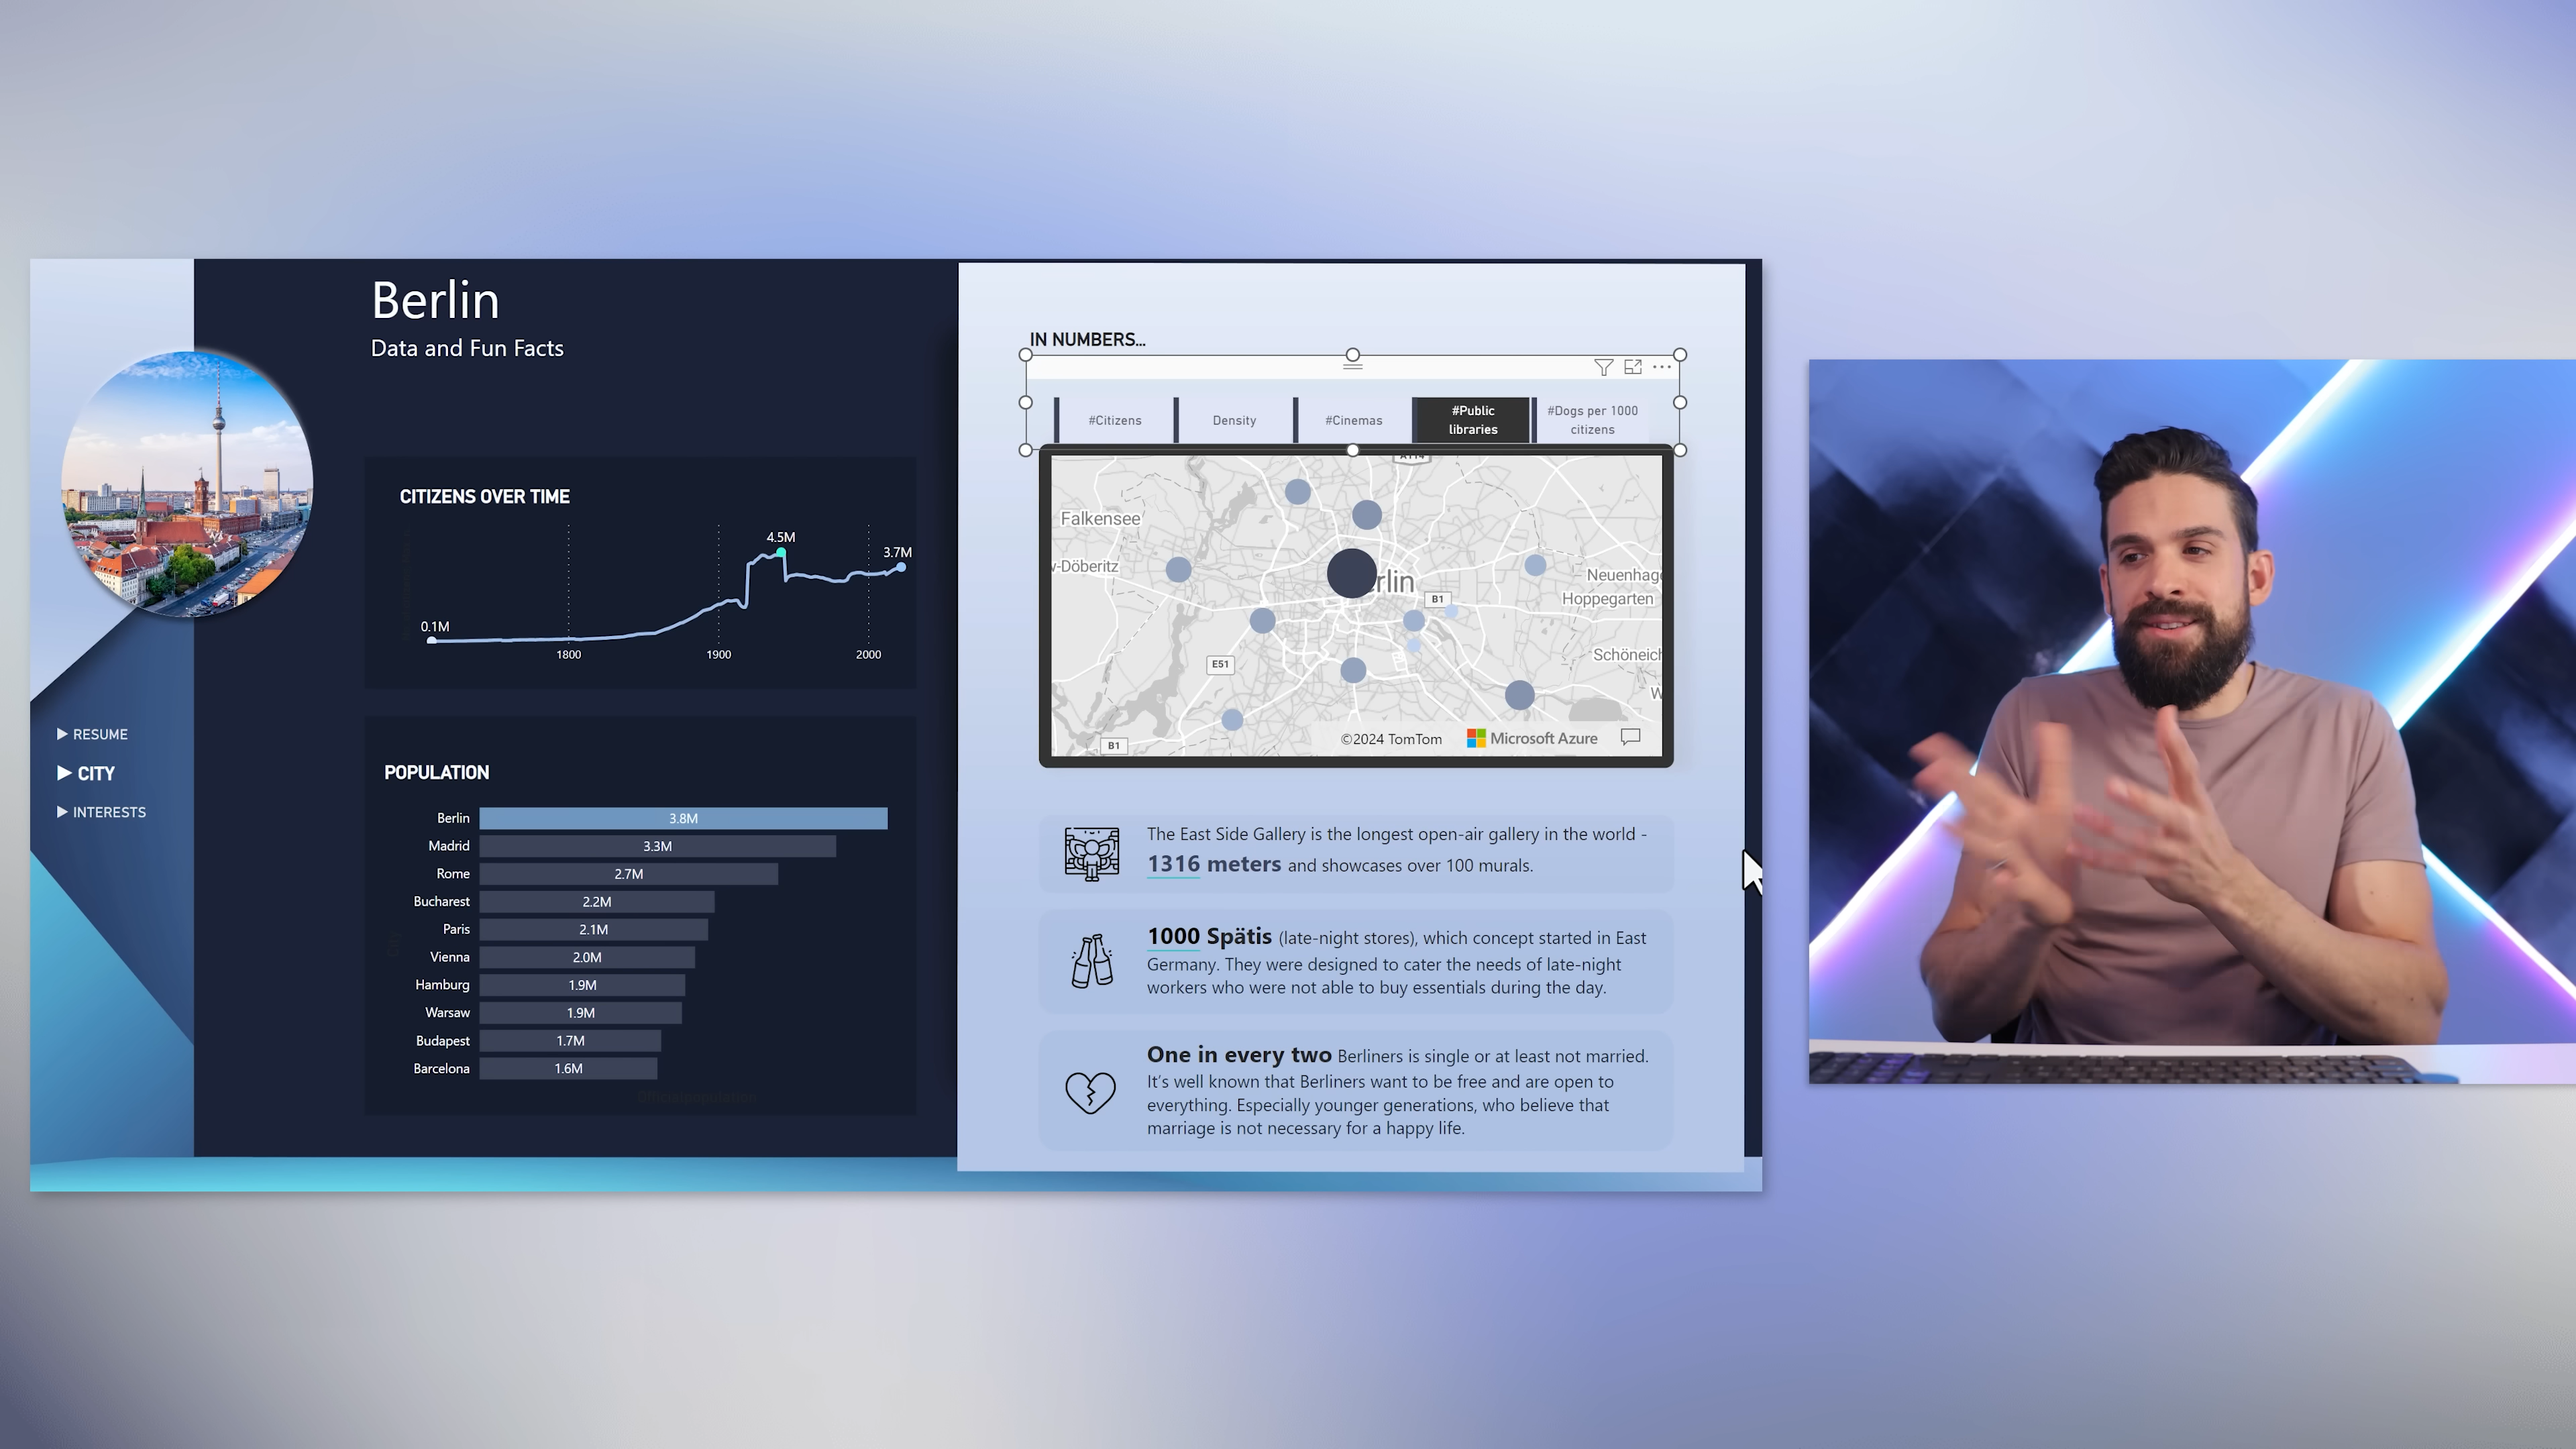 Berlin
Data and Fun Facts
CITIZENS OVER TIME
4.5M
3.7M
0.1M
1800
1900
2000
RESUME
CITY
INTERESTS
POPULATION
Berlin
3.8M
Madrid
3.3M
Rome
2.7M
Bucharest
2.2M
Paris
2.1M
Vienna
2.0M
Hamburg
1.9M
Warsaw
1.9M
Budapest
1.7M
Barcelona
1.6M
IN NUMBERS...
#Citizens
Density
#Cinemas
#Public
libraries
#Dogs per 1000
citizens
Falkensee
-Döberitz
rlin
B1
Neuenhag
Hoppegarten
E51
Schöneich
W
B1
©2024 TomTom
Microsoft Azure
The East Side Gallery is the longest open-air gallery in the world -
1316 meters and showcases over 100 murals.
1000 Spätis (late-night stores), which concept started in East
Germany. They were designed to cater the needs of late-night
workers who were not able to buy essentials during the day.
One in every two Berliners is single or at least not married.
It's well known that Berliners want to be free and are open to
everything. Especially younger generations, who believe that
marriage is not necessary for a happy life.